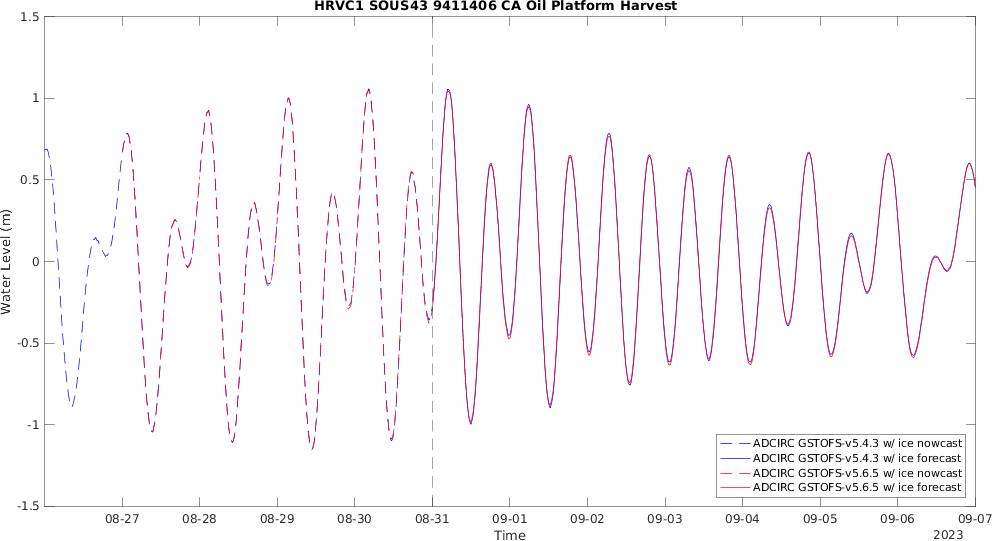 HRVC1 SOUS43 9411406 CA Oil Platform Harvest
1.5
1
0.5
0
-0.5
-1
-1.5
Water Level (m)
08-27 08-28 08-29 08-30 08-31 09-01 09-02 09-03 09-04 09-05 09-06 09-07
Time
2023
ADCIRC GSTOFS-v5.4.3 w/ ice nowcast
ADCIRC GSTOFS-v5.4.3 w/ ice forecast
ADCIRC GSTOFS-v5.6.5 w/ ice nowcast
ADCIRC GSTOFS-v5.6.5 w/ ice forecast